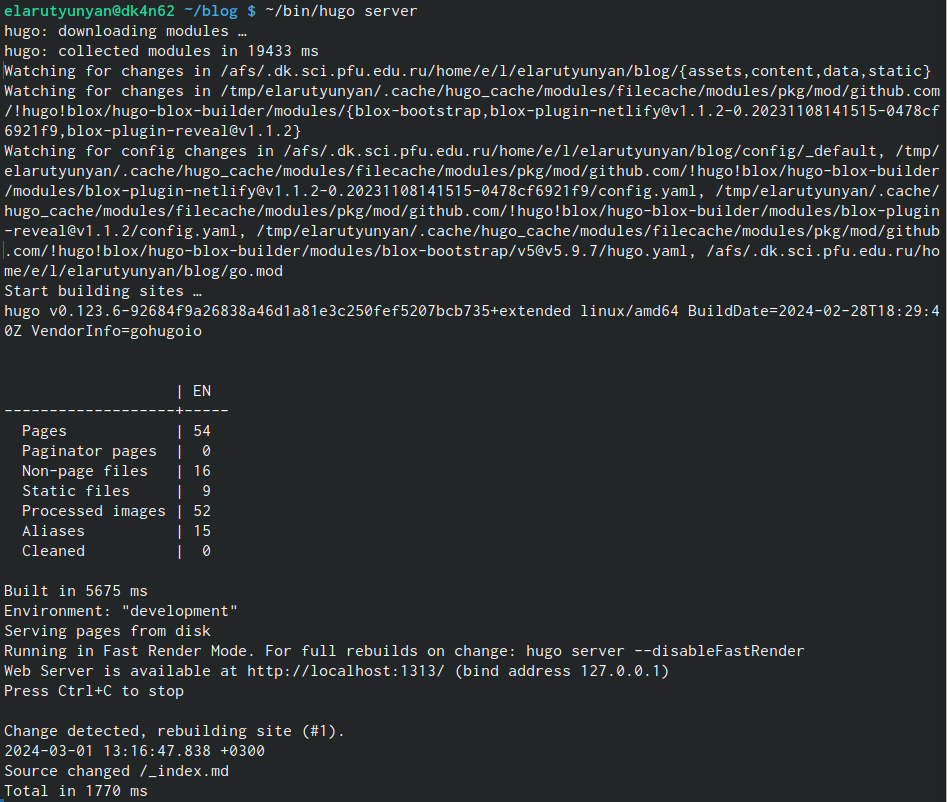 elarutyunyan@dk4n62 ~/blog $ ~/bin/hugo server
hugo: downloading modules …
hugo: collected modules in 19433 ms
Watching for changes in /afs/.dk.sci.pfu.edu.ru/home/e/l/elarutyunyan/blog/{assets,content,data,static}
Watching for changes in /tmp/elarutyunyan/.cache/hugo_cache/modules/filecache/modules/pkg/mod/github.com
/!hugo!blox/hugo-blox-builder/modules/{blox-bootstrap,blox-plugin-netlify@v1.1.2-0.20231108141515-0478cf
6921f9,blox-plugin-reveal@v1.1.2}
Watching for config changes in /afs/.dk.sci.pfu.edu.ru/home/e/l/elarutyunyan/blog/config/_default, /tmp/
elarutyunyan/.cache/hugo_cache/modules/filecache/modules/pkg/mod/github.com/!hugo!blox/hugo-blox-builder
/modules/blox-plugin-netlify@v1.1.2-0.20231108141515-0478cf6921f9/config.yaml, /tmp/elarutyunyan/.cache/
hugo_cache/modules/filecache/modules/pkg/mod/github.com/!hugo!blox/hugo-blox-builder/modules/blox-plugin
-reveal@v1.1.2/config.yaml, /tmp/elarutyunyan/.cache/hugo_cache/modules/filecache/modules/pkg/mod/github
.com/!hugo!blox/hugo-blox-builder/modules/blox-bootstrap/v5@v5.9.7/hugo.yaml, /afs/.dk.sci.pfu.edu.ru/ho
me/e/l/elarutyunyan/blog/go.mod
Start building sites …
hugo v0.123.6-92684f9a26838a46d1a81e3c250fef5207bcb735+extended linux/amd64 BuildDate=2024-02-28T18:29:4
0Z VendorInfo=gohugoio
                   | EN
-------------------+-----
  Pages            | 54
  Paginator pages  |  0
  Non-page files   | 16
  Static files     |  9
  Processed images | 52
  Aliases          | 15
  Cleaned          |  0
Built in 5675 ms
Environment: "development"
Serving pages from disk
Running in Fast Render Mode. For full rebuilds on change: hugo server --disableFastRender
Web Server is available at http://localhost:1313/ (bind address 127.0.0.1)
Press Ctrl+C to stop
Change detected, rebuilding site (#1).
2024-03-01 13:16:47.838 +0300
Source changed /_index.md
Total in 1770 ms